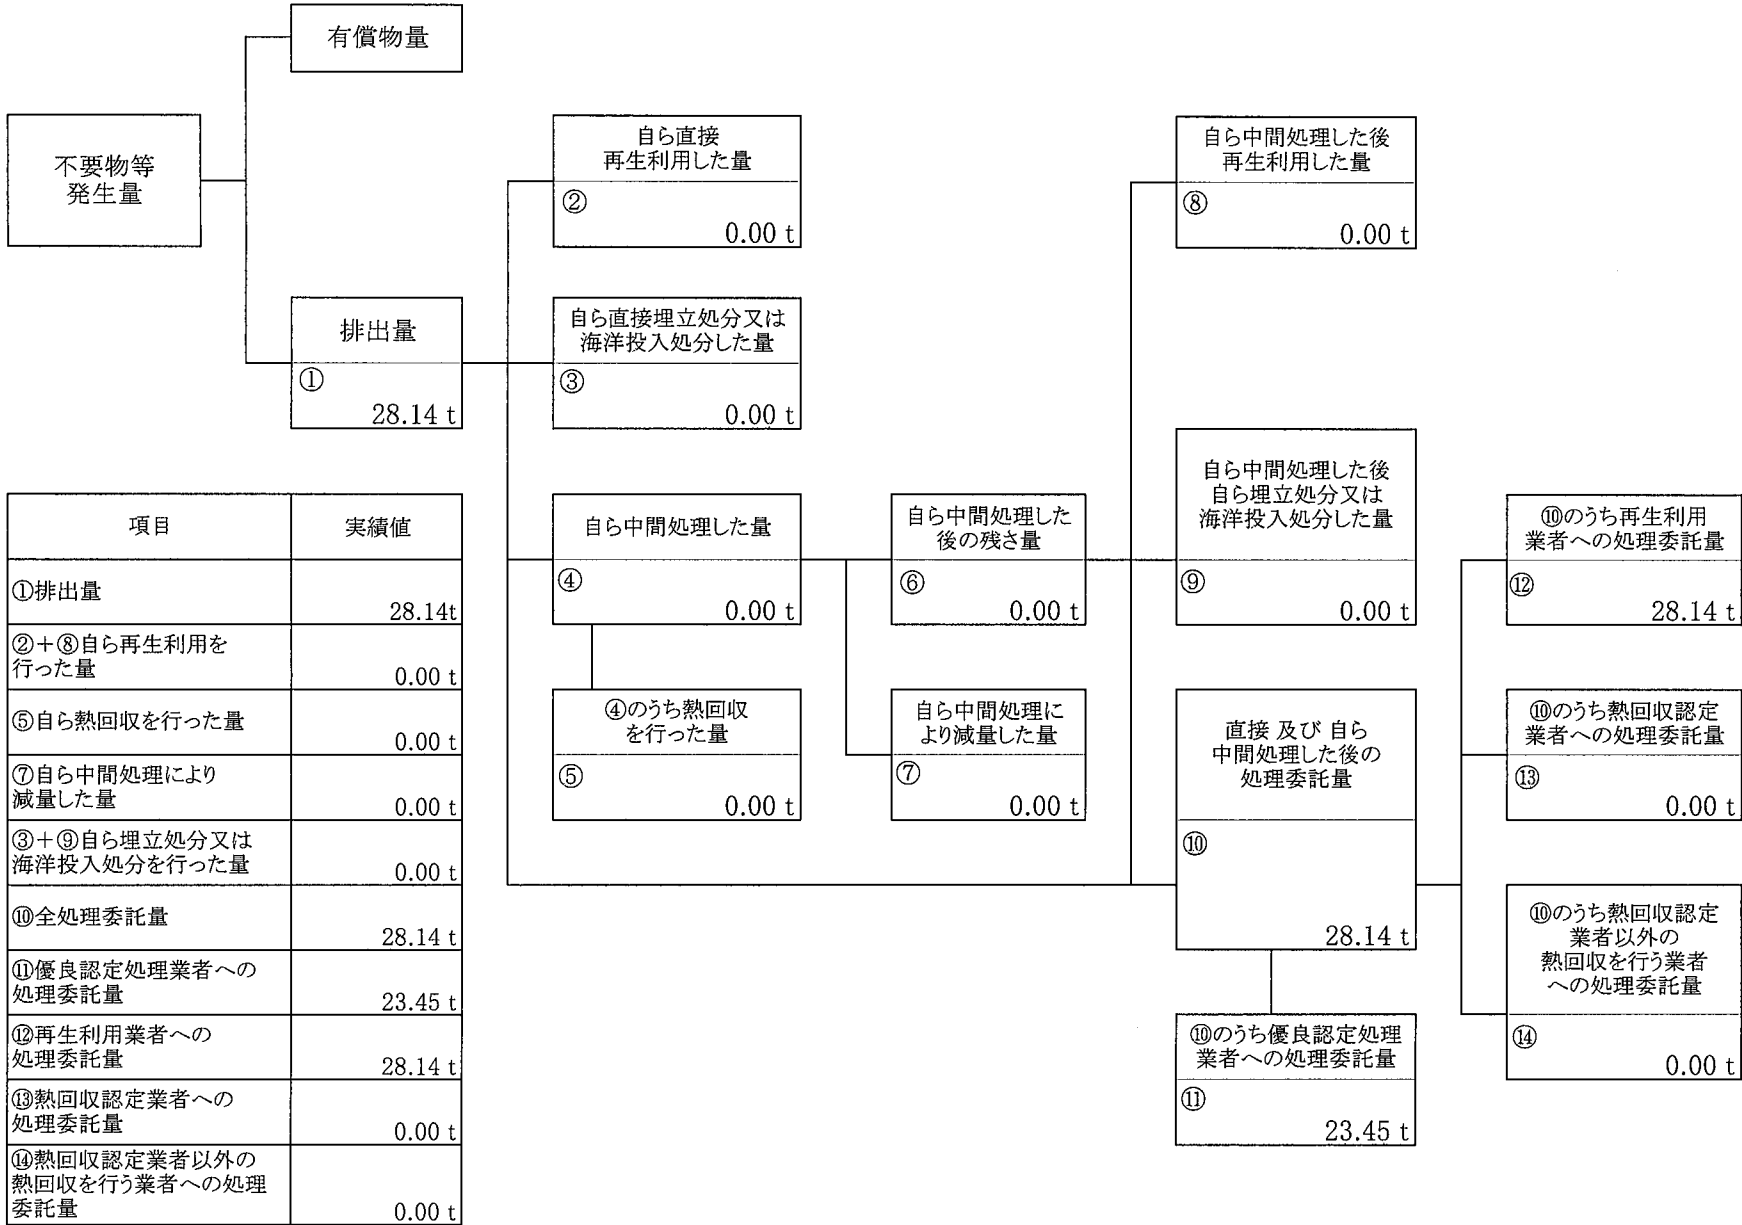 有償物量
不要物等
発生量
排出量
①
28.14 t
自ら直接
再生利用した量
②
0.00 t
自ら直接埋立処分又は
海洋投入処分した量
③
0.00 t
自ら中間処理した量
④
0.00 t
④のうち熱回収
を行った量
⑤
0.00 t
自ら中間処理した
後の残さ量
⑥
0.00 t
自ら中間処理に
より減量した量
⑦
0.00 t
自ら中間処理した後
再生利用した量
⑧
0.00 t
自ら中間処理した後
自ら埋立処分又は
海洋投入処分した量
⑨
0.00 t
直接 及び 自ら
中間処理した後の
処理委託量
⑩
28.14 t
⑩のうち優良認定処理
業者への処理委託量
⑪
23.45 t
⑩のうち再生利用
業者への処理委託量
⑫
28.14 t
⑩のうち熱回収認定
業者への処理委託量
⑬
0.00 t
⑩のうち熱回収認定
業者以外の
熱回収を行う業者
への処理委託量
⑭
0.00 t
項目 実績値
①排出量
28.14t
②＋⑧自ら再生利用を
行った量
0.00 t
⑤自ら熱回収を行った量
0.00 t
⑦自ら中間処理により
減量した量
0.00 t
③＋⑨自ら埋立処分又は
海洋投入処分を行った量
0.00 t
⑩全処理委託量
28.14 t
⑪優良認定処理業者への
処理委託量
23.45 t
⑫再生利用業者への
処理委託量
28.14 t
⑬熱回収認定業者への
処理委託量
0.00 t
⑭熱回収認定業者以外の
熱回収を行う業者への処理
委託量
0.00 t